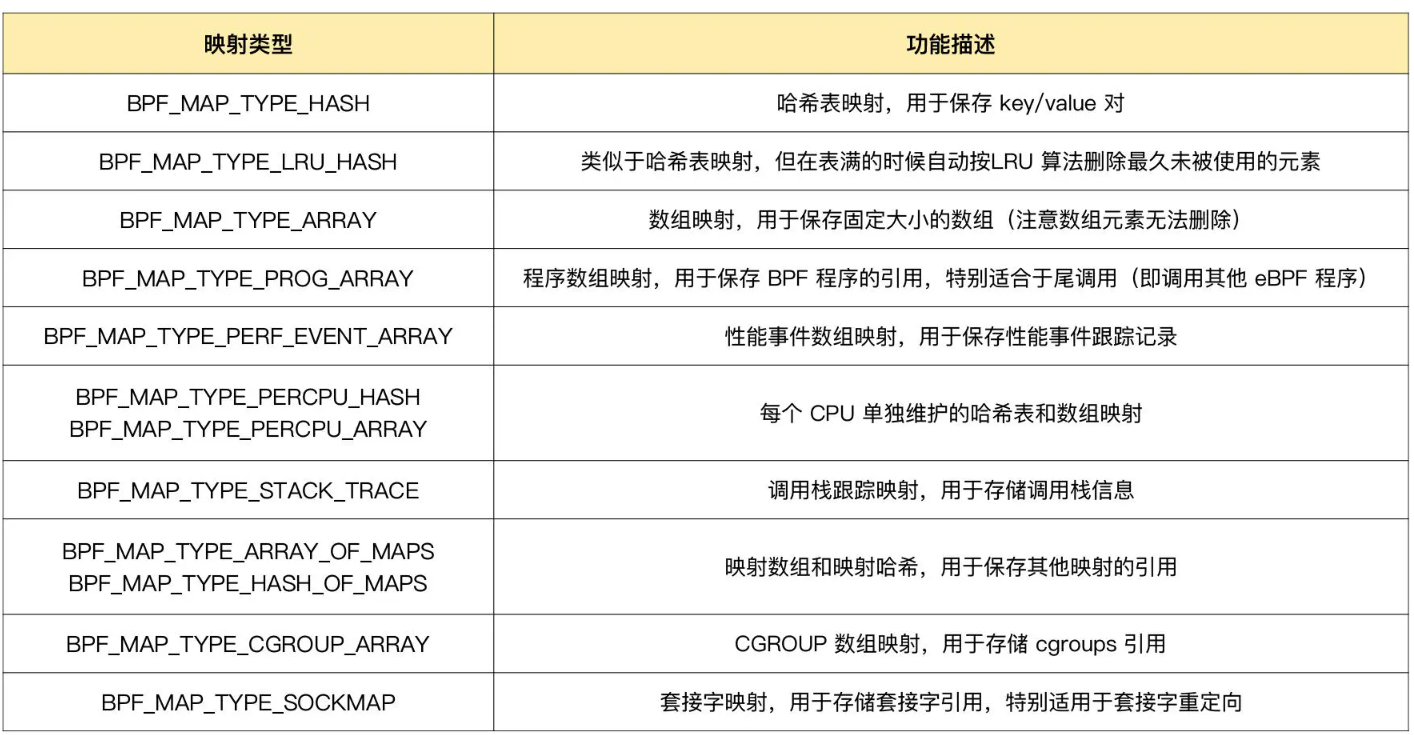 映射类型
功能描述
BPF_MAP_TYPE_HASH
哈希表映射，用于保存 key/value 对
BPF_MAP_TYPE_LRU_HASH
类似于哈希表映射，但在表满的时候自动按LRU 算法删除最久未被使用的元素
BPF_MAP_TYPE_ARRAY
数组映射，用于保存固定大小的数组（注意数组元素无法删除）
BPF_MAP_TYPE_PROG_ARRAY
程序数组映射，用于保存 BPF 程序的引用，特别适合于尾调用（即调用其他 eBPF 程序）
BPF_MAP_TYPE_PERF_EVENT_ARRAY
性能事件数组映射，用于保存性能事件跟踪记录
BPF_MAP_TYPE_PERCPU_HASH
BPF_MAP_TYPE_PERCPU_ARRAY
每个 CPU 单独维护的哈希表和数组映射
BPF_MAP_TYPE_STACK_TRACE
调用栈跟踪映射，用于存储调用栈信息
BPF_MAP_TYPE_ARRAY_OF_MAPS
BPF_MAP_TYPE_HASH_OF_MAPS
映射数组和映射哈希，用于保存其他映射的引用
BPF_MAP_TYPE_CGROUP_ARRAY
CGROUP 数组映射，用于存储 cgroups 引用
BPF_MAP_TYPE_SOCKMAP
套接字映射，用于存储套接字引用，特别适用于套接字重定向